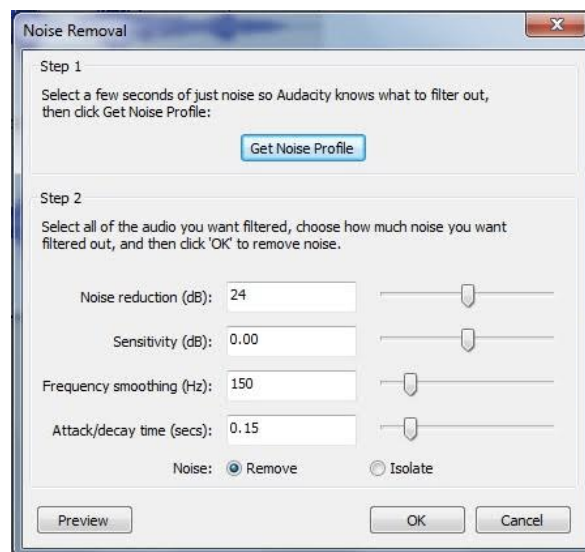 Noise Removal
Step 1
Select a few seconds of just noise so Audacity knows what to filter out,
then click Get Noise Profile:
Get Noise Profile
Step 2
Select all of the audio you want filtered, choose how much noise you want
filtered out, and then click 'OK' to remove noise.
Noise reduction (dB): 24
Sensitivity (dB): 0.00
Frequency smoothing (Hz): 150
Attack/decay time (secs): 0.15
Noise: Remove Isolate
Preview OK Cancel